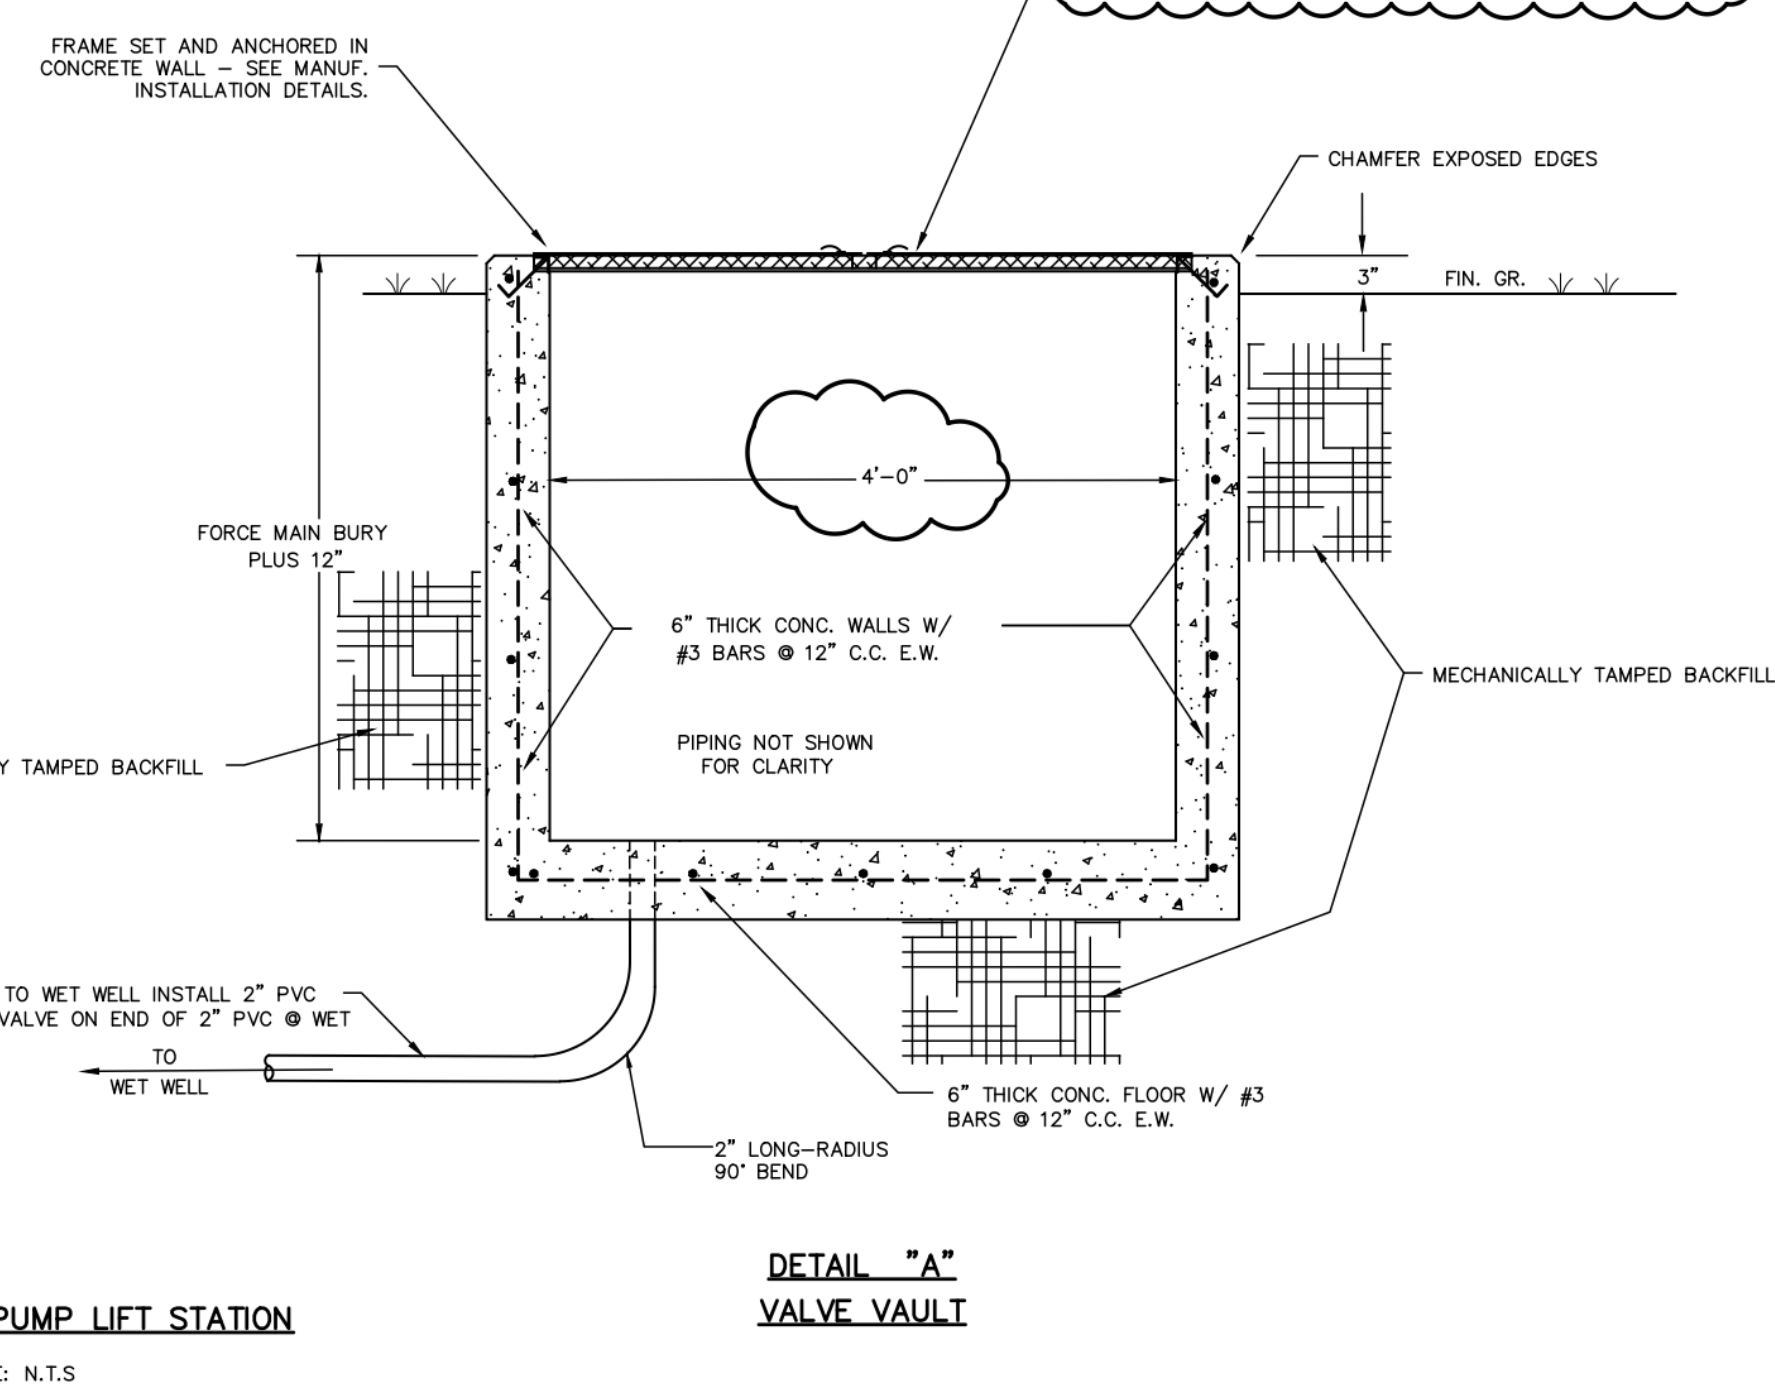 FRAME SET AND ANCHORED IN
CONCRETE WALL – SEE MANUF.
INSTALLATION DETAILS.
CHAMFER EXPOSED EDGES
3"
FIN. GR.
4'–0"
FORCE MAIN BURY
PLUS 12"
6" THICK CONC. WALLS W/
#3 BARS @ 12" C.C. E.W.
MECHANICALLY TAMPED BACKFILL
PIPING NOT SHOWN
FOR CLARITY
Y TAMPED BACKFILL
TO WET WELL INSTALL 2" PVC
VALVE ON END OF 2" PVC @ WET
TO
WET WELL
6" THICK CONC. FLOOR W/ #3
BARS @ 12" C.C. E.W.
2" LONG–RADIUS
90° BEND
DETAIL "A"
VALVE VAULT
PUMP LIFT STATION
E: N.T.S